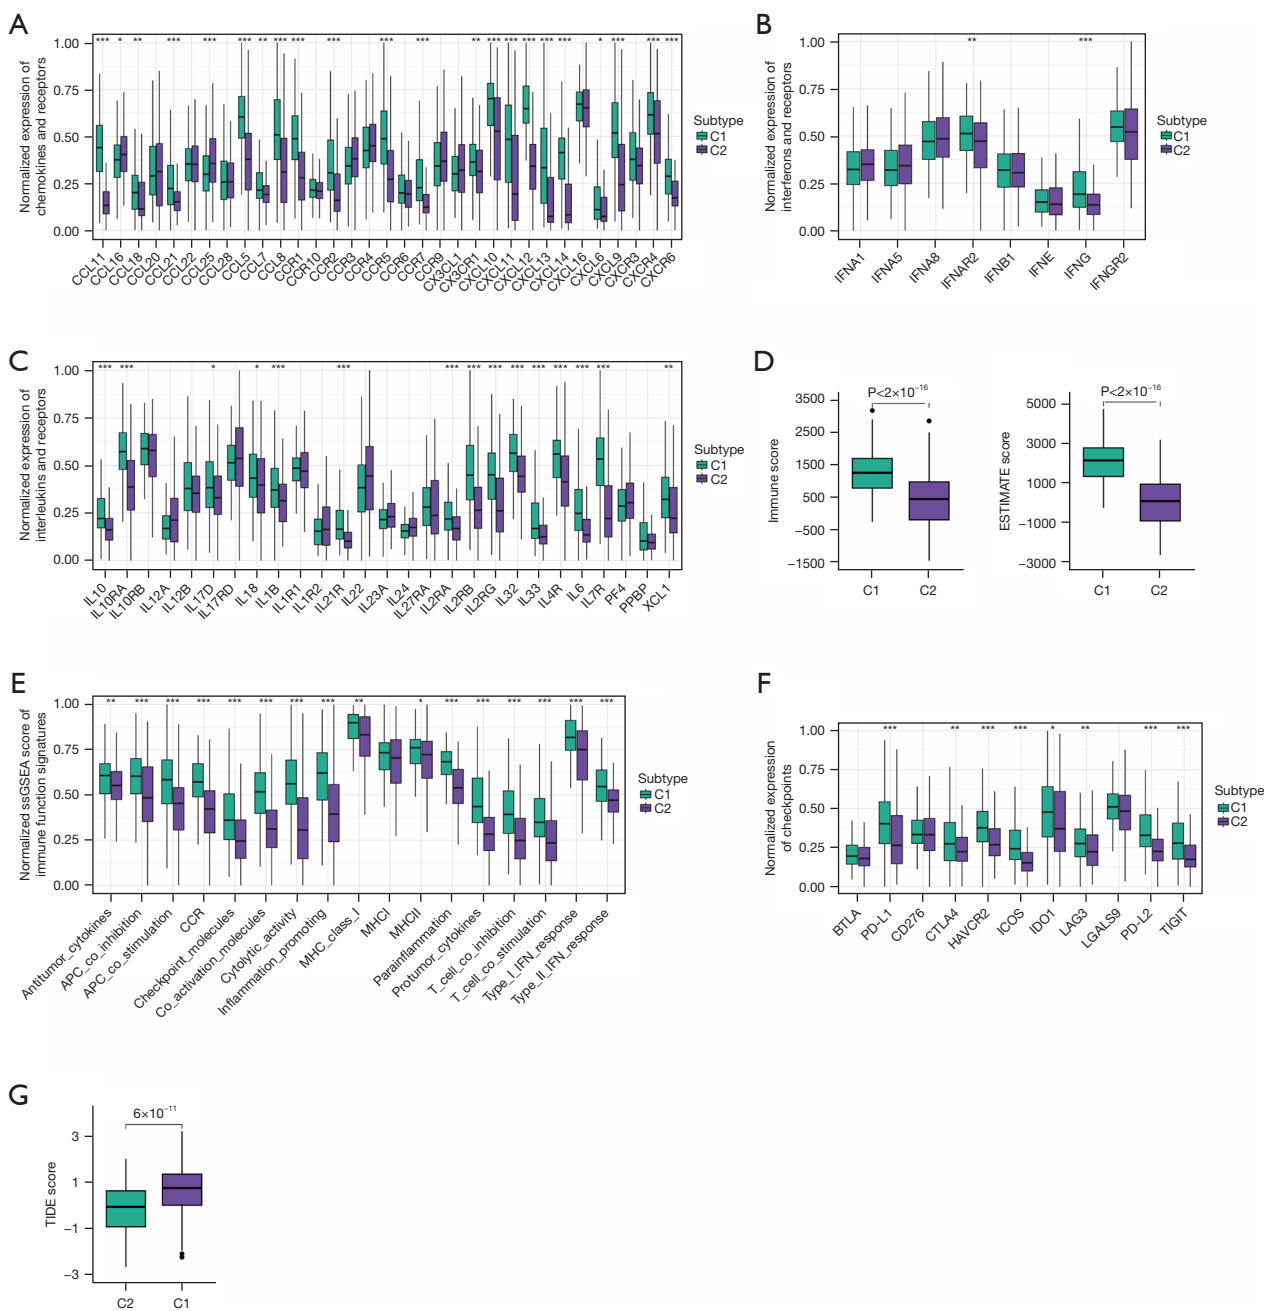 A
Normalized expression of
chemokines and receptors
1.00
0.75
0.50
0.25
0.00
*** * ** *** *** *** ** *** *** *** *** *** ** *** *** *** *** *** * *** *** ***
CCL11
CCL16
CCL18
CCL20
CCL21
CCL22
CCL25
CCL28
CCL5
CCL7
CCL8
CCR1
CCR10
CCR2
CCR3
CCR4
CCR5
CCR6
CCR7
CCR9
CX3CL1
CX3CR1
CXCL10
CXCL11
CXCL12
CXCL13
CXCL14
CXCL16
CXCL6
CXCL9
CXCR3
CXCR4
CXCR6
Subtype
C1
C2
B
Normalized expression of
interferons and receptors
1.00
0.75
0.50
0.25
0.00
** ***
IFNA1
IFNA5
IFNA8
IFNAR2
IFNB1
IFNE
IFNG
IFNGR2
Subtype
C1
C2
C
Normalized expression of
interleukins and receptors
1.00
0.75
0.50
0.25
0.00
*** *** * * *** *** *** *** *** *** *** *** *** *** **
IL10
IL10RA
IL10RB
IL12A
IL12B
IL17D
IL17RD
IL18
IL1B
IL1R1
IL1R2
IL21R
IL22
IL23A
IL24
IL27RA
IL2RA
IL2RB
IL2RG
IL32
IL33
IL4R
IL6
IL7R
PF4
PPBP
XCL1
Subtype
C1
C2
D
Immune score
3500
2500
1500
500
−500
−1500
P<2×10−16
C1 C2
ESTIMATE score
5000
3000
1000
−1000
−3000
P<2×10−16
C1 C2
E
Normalized ssGSEA score of
immune function signatures
1.00
0.75
0.50
0.25
0.00
** *** *** *** *** *** *** *** ** * *** *** *** *** *** ***
Antitumor_cytokines
APC_co_inhibition
APC_co_stimulation
CCR
Checkpoint_molecules
Co_activation_molecules
Cytolytic_activity
Inflammation_promoting
MHC_class_I
MHCI
MHCII
Parainflammation
Protumor_cytokines
T_cell_co_inhibition
T_cell_co_stimulation
Type_I_IFN_response
Type_II_IFN_response
Subtype
C1
C2
F
Normalized expression
of checkpoints
1.00
0.75
0.50
0.25
0.00
*** ** *** *** * ** *** ***
BTLA
PD-L1
CD276
CTLA4
HAVCR2
ICOS
IDO1
LAG3
LGALS9
PD-L2
TIGIT
Subtype
C1
C2
G
TIDE score
3
1
−1
−3
6×10−11
C2 C1